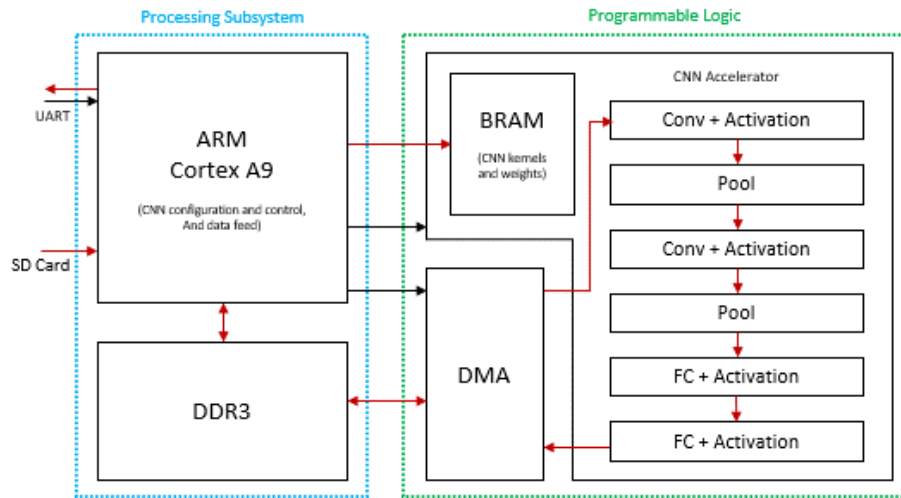 Processing Subsystem
Programmable Logic
UART
SD Card
ARM
Cortex A9
(CNN configuration and control,
And data feed)
DDR3
BRAM
(CNN kernels
and weights)
DMA
CNN Accelerator
Conv + Activation
Pool
Conv + Activation
Pool
FC + Activation
FC + Activation